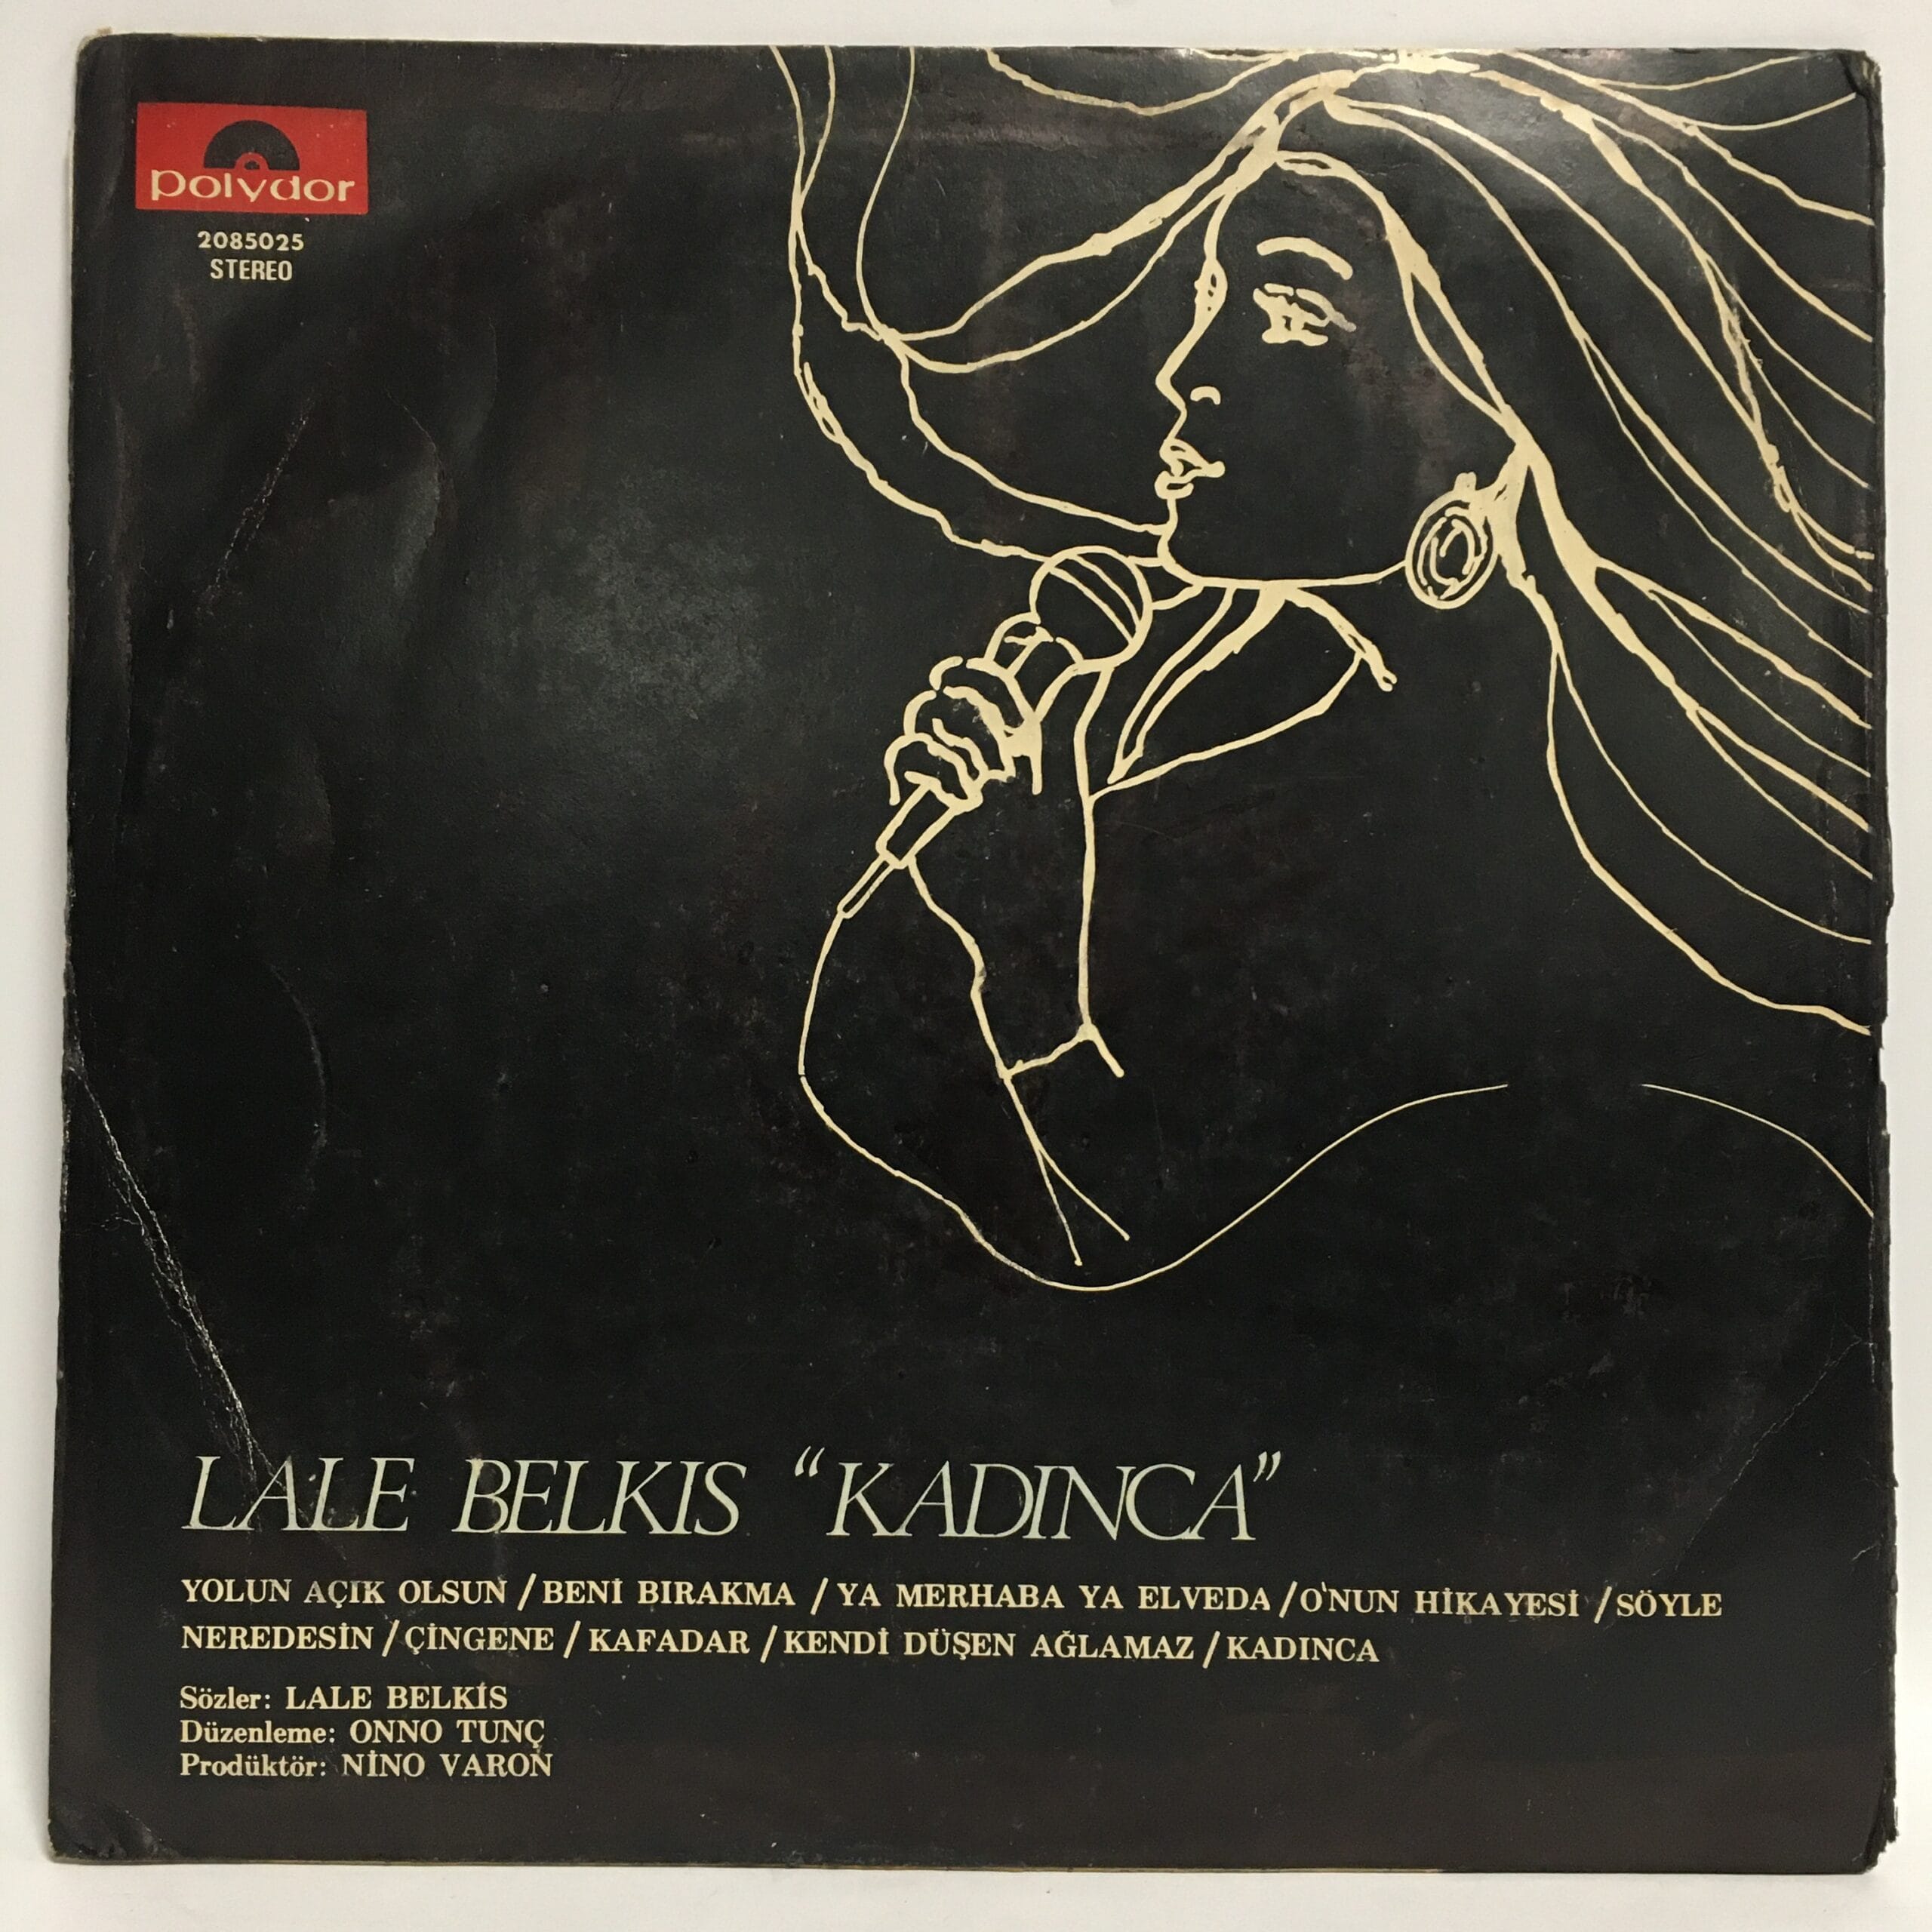 polydor
2085025
STEREO
LALE BELKIS “KADINCA”
YOLUN AÇIK OLSUN / BENİ BIRAKMA / YA MERHABA YA ELVEDA / O'NUN HİKAYESİ / SÖYLE
NEREDESİN / ÇİNGENE / KAFADAR / KENDİ DÜŞEN AĞLAMAZ / KADINCA
Sözler: LALE BELKİS
Düzenleme: ONNO TUNÇ
Prodüktör: NİNO VARON